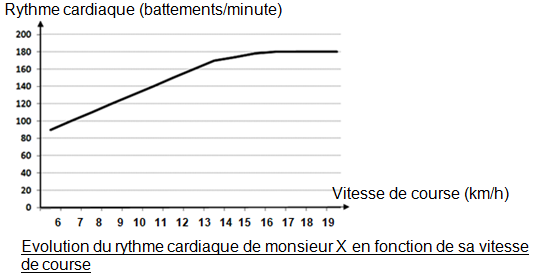 Rythme cardiaque (battements/minute)
200
180
160
140
120
100
80
60
40
20
0
Vitesse de course (km/h)
6 7 8 9 10 11 12 13 14 15 16 17 18 19
Evolution du rythme cardiaque de monsieur X en fonction de sa vitesse
de course